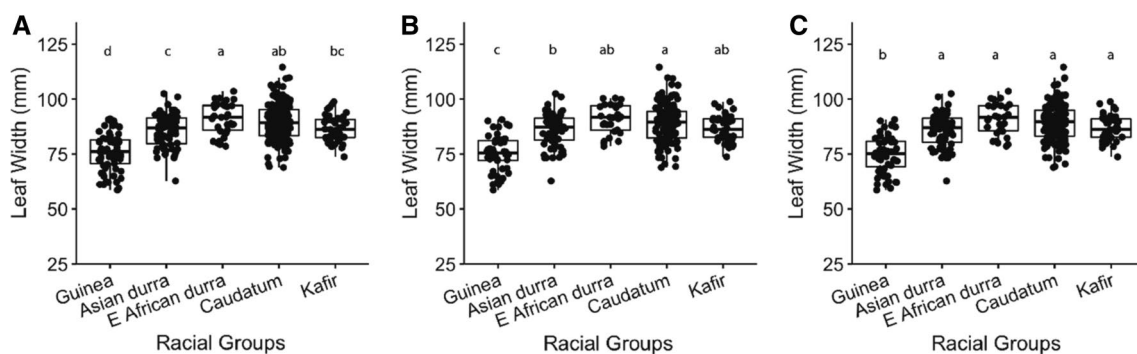 A
Leaf Width (mm)
125
100
75
50
25
d c a ab bc
Guinea
Asian durra
E African durra
Caudatum
Kafir
Racial Groups
B
Leaf Width (mm)
125
100
75
50
25
c b ab a ab
Guinea
Asian durra
E African durra
Caudatum
Kafir
Racial Groups
C
Leaf Width (mm)
125
100
75
50
25
b a a a a
Guinea
Asian durra
E African durra
Caudatum
Kafir
Racial Groups